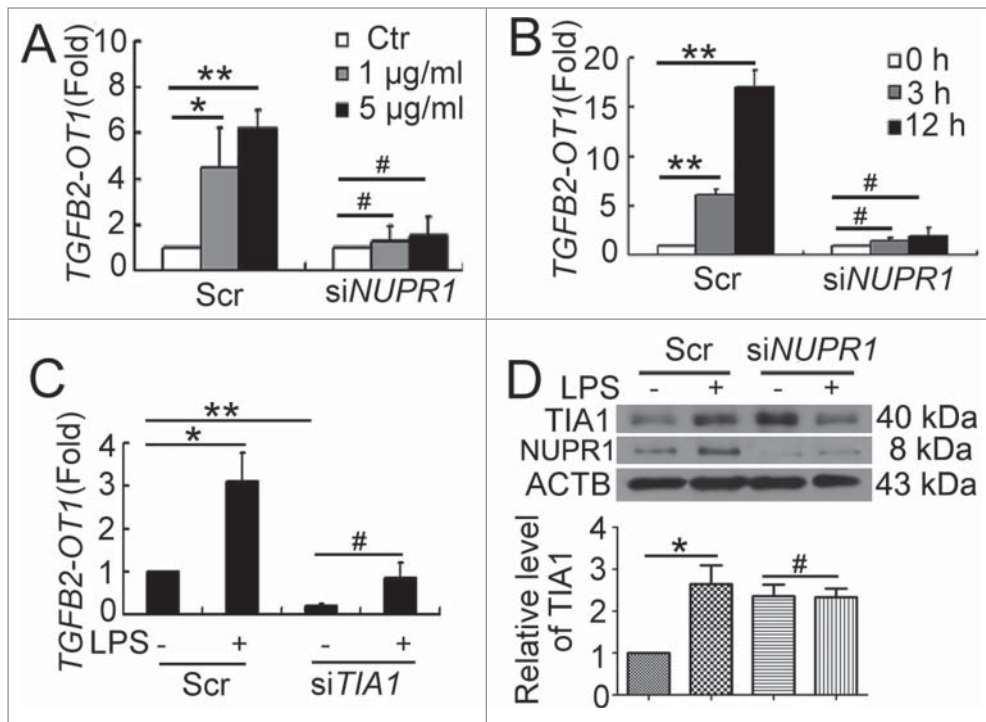 A
TGFB2-OT1(Fold)
10
8
6
4
2
0
Ctr
1 µg/ml
5 µg/ml
**
*
#
#
Scr
siNUPR1
B
TGFB2-OT1(Fold)
20
15
10
5
0
0 h
3 h
12 h
**
**
#
#
Scr
siNUPR1
C
TGFB2-OT1(Fold)
4
3
2
1
0
**
*
#
LPS - + - +
Scr
siTIA1
D
Scr siNUPR1
LPS - + - +
TIA1 40 kDa
NUPR1 8 kDa
ACTB 43 kDa
Relative level
of TIA1
4
3
2
1
0
*
#